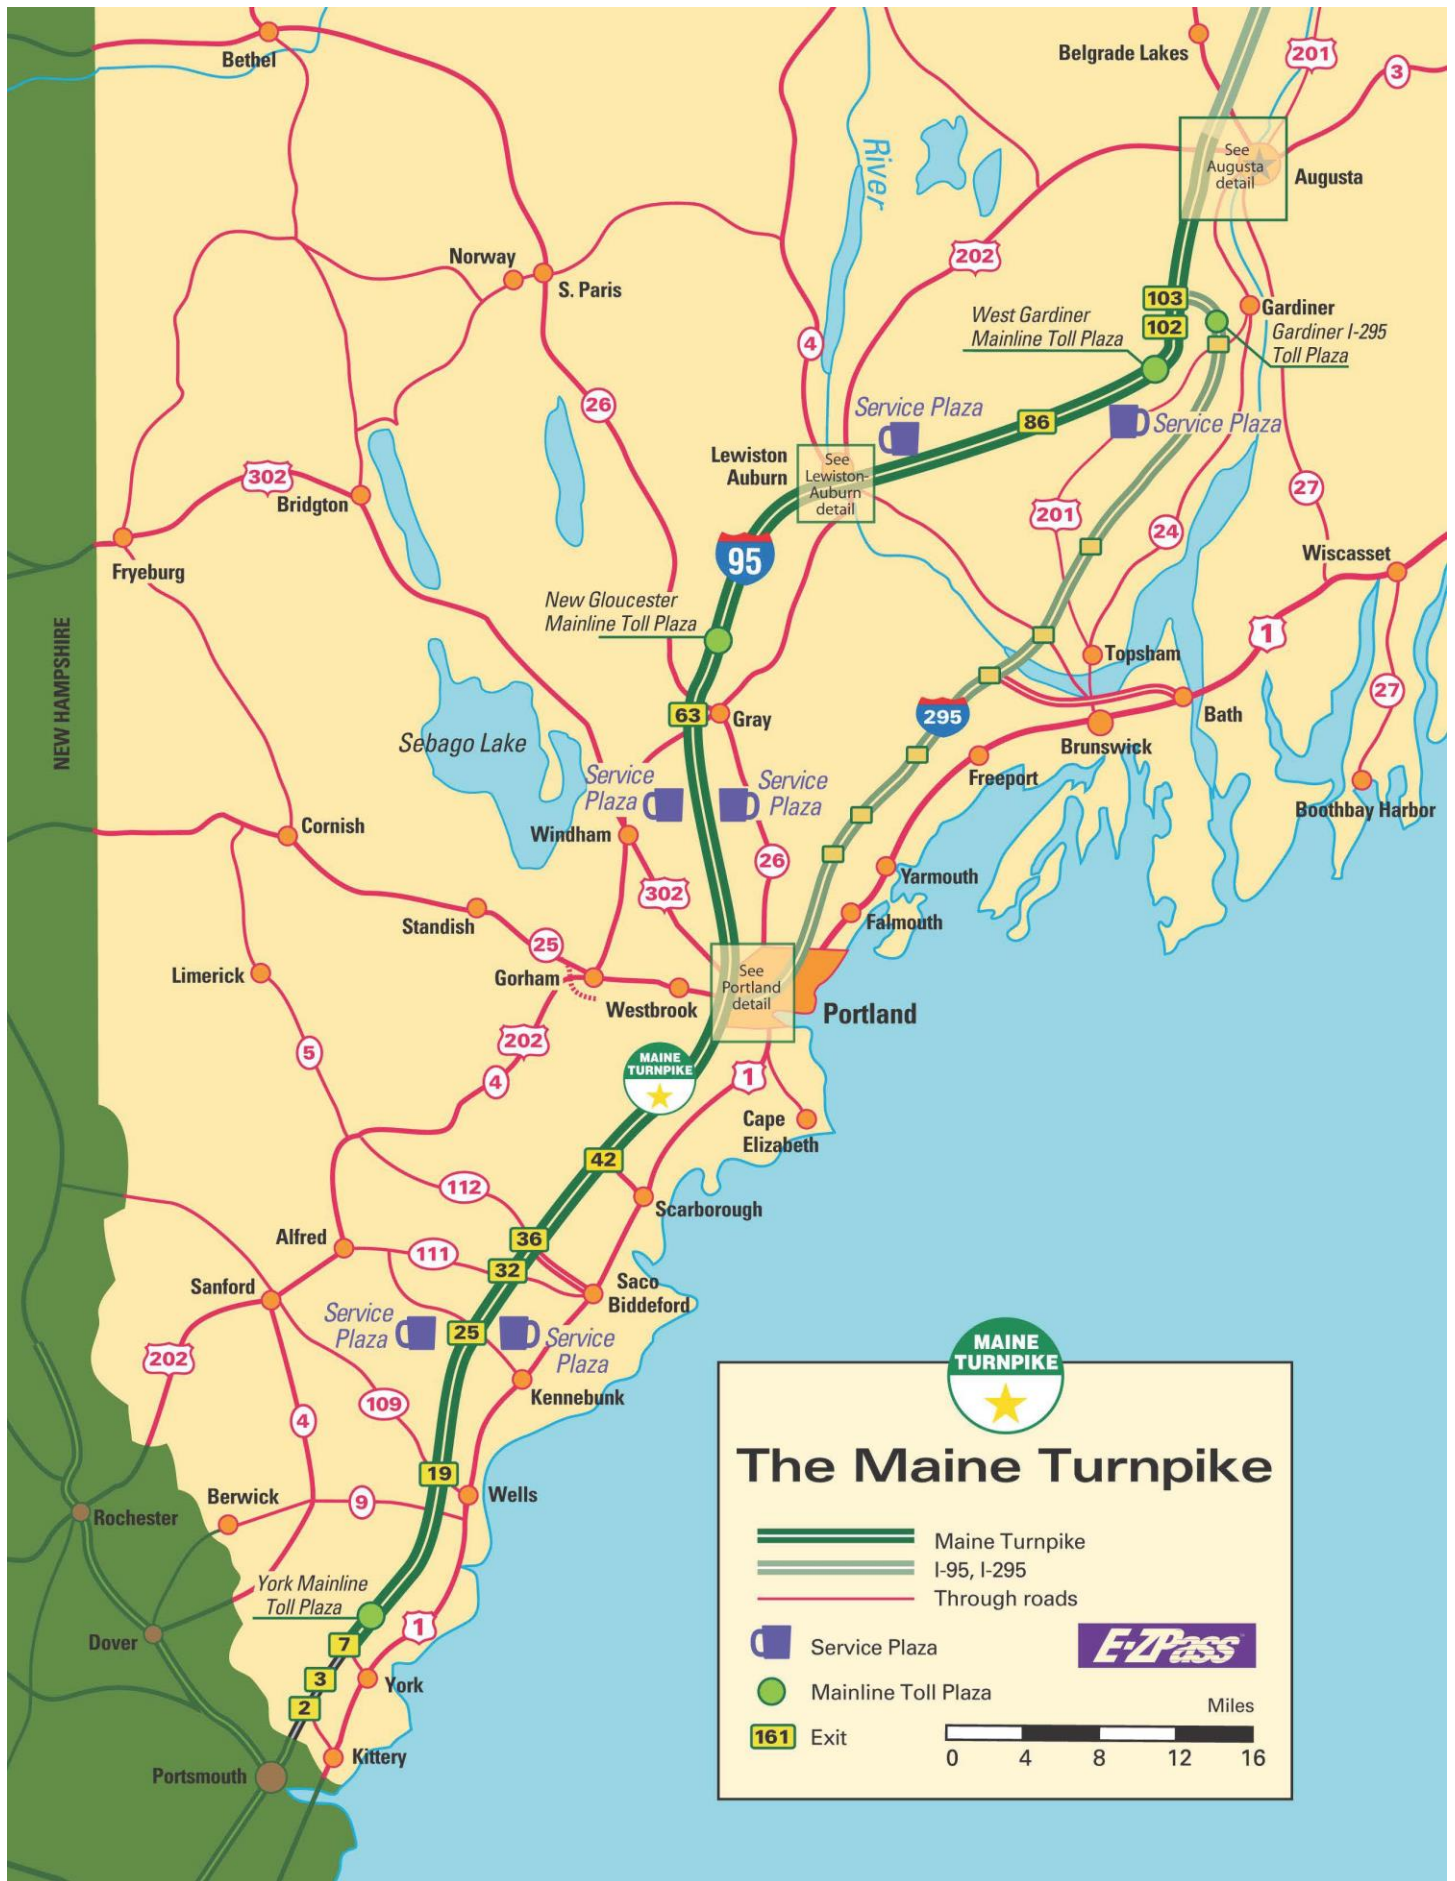 Bethel
Belgrade Lakes
201
3
River
See
Augusta
detail
Augusta
202
Norway
S. Paris
103
102
Gardiner
West Gardiner
Mainline Toll Plaza
Gardiner I-295
Toll Plaza
4
26
Service Plaza
86
Service Plaza
Lewiston
Auburn
See
Lewiston-
Auburn
detail
302
Bridgton
27
201
24
95
Wiscasset
Fryeburg
New Gloucester
Mainline Toll Plaza
1
Topsham
NEW HAMPSHIRE
27
63
Gray
295
Bath
Brunswick
Sebago Lake
Freeport
Service
Plaza
Service
Plaza
Boothbay Harbor
Cornish
Windham
26
Yarmouth
302
Falmouth
Standish
25
Limerick
Gorham
See
Portland
detail
Westbrook
Portland
202
5
4
MAINE
TURNPIKE
1
Cape
Elizabeth
42
112
Scarborough
Alfred
36
111
32
Sanford
Saco
Biddeford
Service
Plaza
25
Service
Plaza
202
Kennebunk
109
4
19
Wells
Berwick
9
Rochester
York Mainline
Toll Plaza
1
Dover
7
3
York
2
Kittery
Portsmouth
MAINE
TURNPIKE
The Maine Turnpike
Maine Turnpike
I-95, I-295
Through roads
Service Plaza
E-ZPass
Mainline Toll Plaza
Miles
161 Exit
0 4 8 12 16